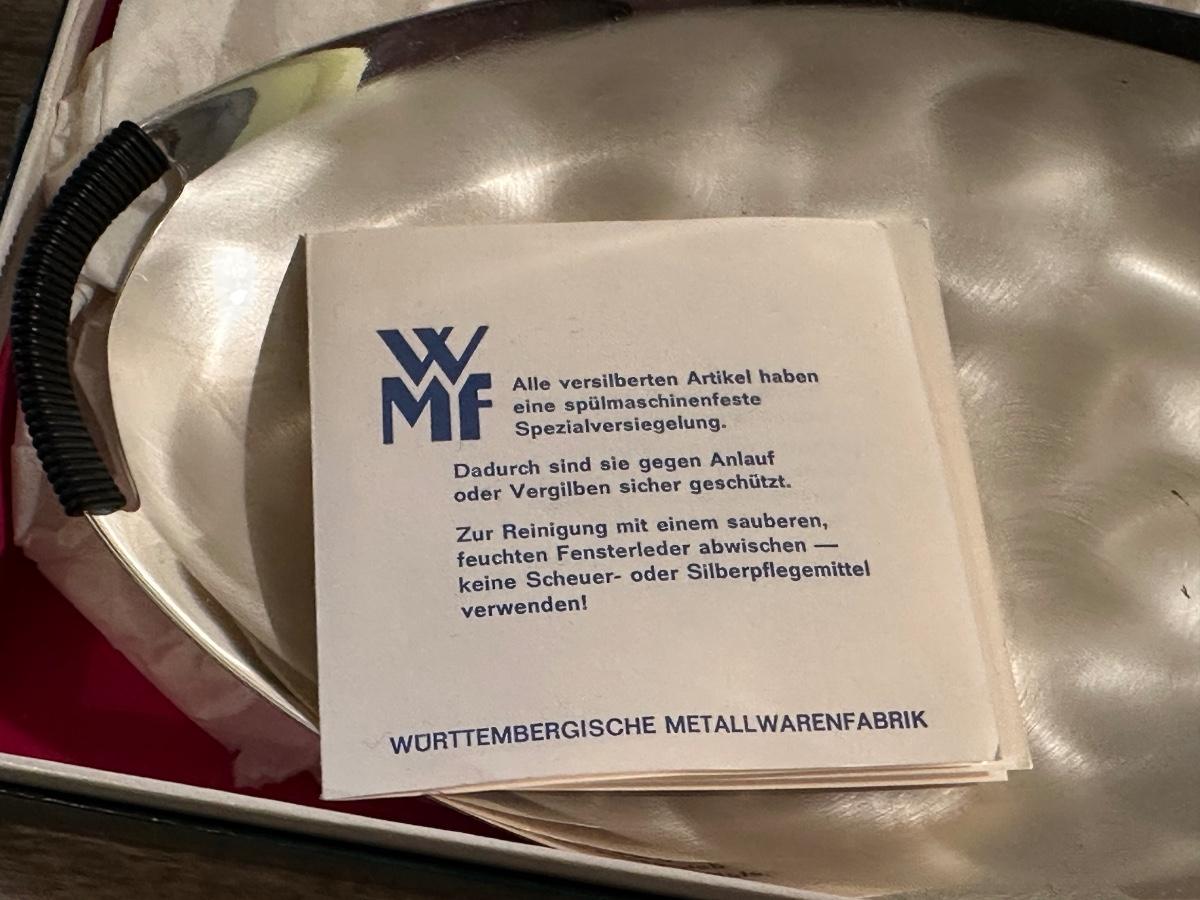 WMF
Alle versilberten Artikel haben
eine spülmaschinenfeste
Spezialversiegelung.
Dadurch sind sie gegen Anlauf
oder Vergilben sicher geschützt.
Zur Reinigung mit einem sauberen,
feuchten Fensterleder abwischen —
keine Scheuer- oder Silberpflegemittel
verwenden!
WÜRTTEMBERGISCHE METALLWARENFABRIK